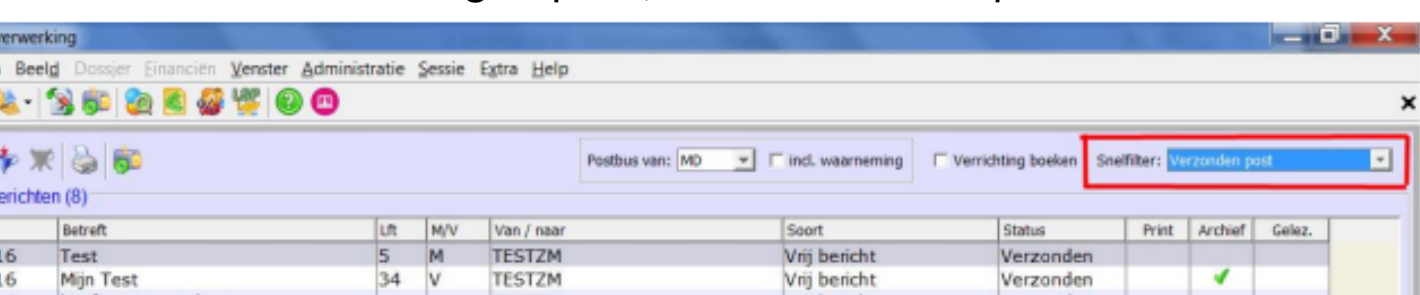 verwerking
Beeld Dossier Financiën Venster Administratie Sessie Extra Help
Postbus van: MD incl. waarneming Verrichting boeken Snelfilter: Verzonden post
erichten (8)
Betreft Lft M/V Van / naar Soort Status Print Archief Gelez.
16 Test 5 M TESTZM Vrij bericht Verzonden
16 Mijn Test 34 V TESTZM Vrij bericht Verzonden